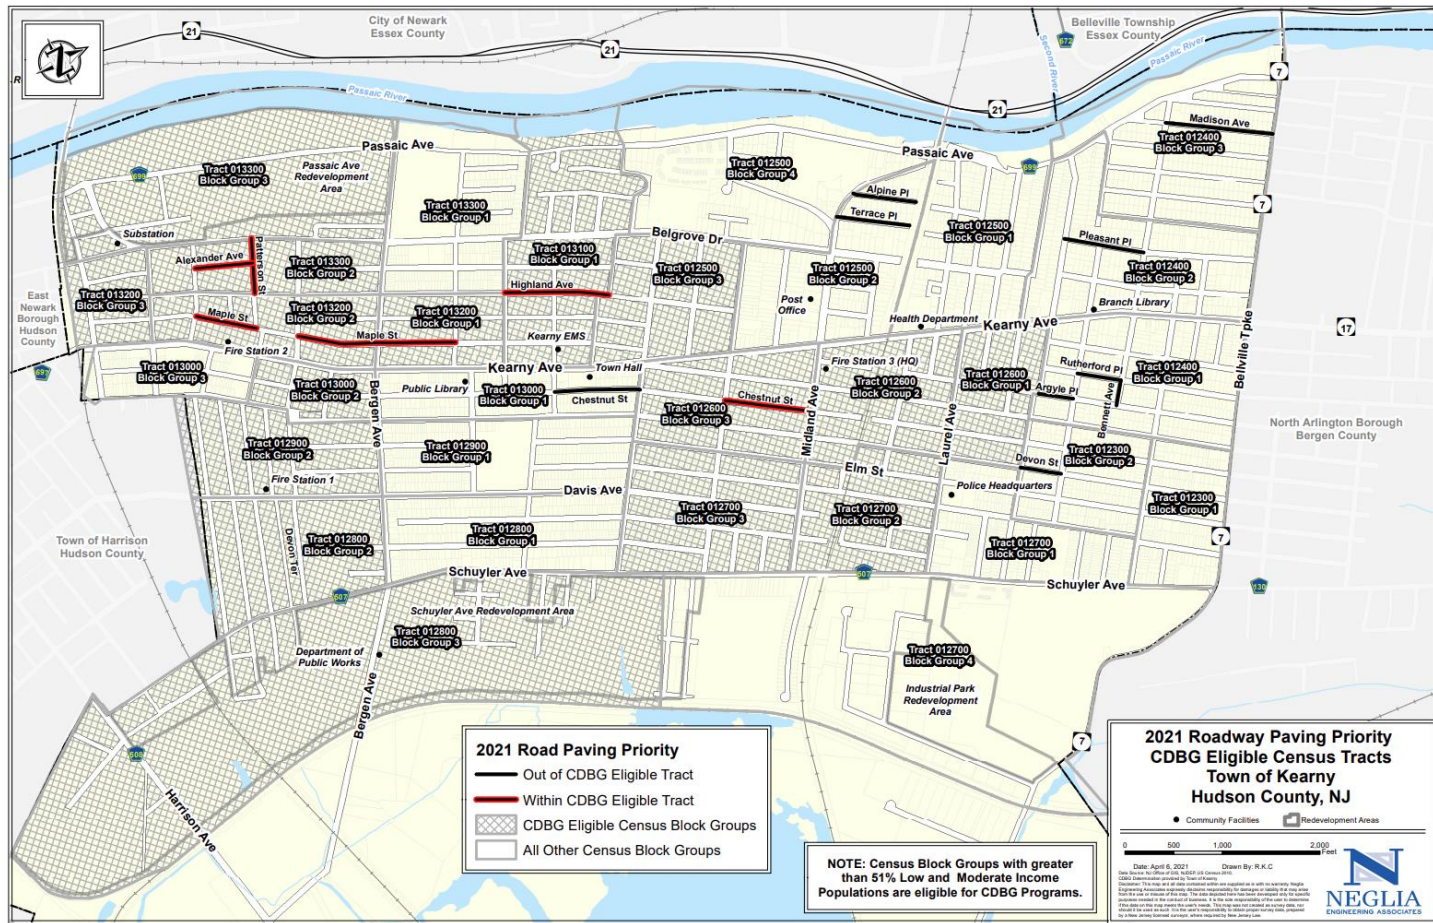 City of Newark
Essex County
Belleville Township
Essex County
21
21
21
672
7
Second River
Passaic River
Passaic River
R
Madison Ave
Tract 012400
Block Group 3
Passaic Ave
Passaic Ave
Tract 013300
Block Group 3
Passaic Ave
Redevelopment
Area
Tract 012500
Block Group 4
699
699
Alpine Pl
Terrace Pl
7
Tract 013300
Block Group 1
Tract 012500
Block Group 1
Substation
Patterson St
Belgrove Dr
Pleasant Pl
Alexander Ave
Tract 013300
Block Group 2
Tract 013100
Block Group 1
Tract 012500
Block Group 3
Tract 012500
Block Group 2
Tract 012400
Block Group 2
East
Newark
Borough
Hudson
County
Tract 013200
Block Group 3
Highland Ave
Post
Office
Branch Library
Tract 013200
Block Group 2
Tract 013200
Block Group 1
Maple St
Maple St
Health Department
Kearny Ave
17
Fire Station 2
Kearny EMS
Kearny Ave
Town Hall
Fire Station 3 (HQ)
Belleville Tpke
697
Tract 013000
Block Group 3
Tract 013000
Block Group 2
Bergen Ave
Public Library
Tract 013000
Block Group 1
Chestnut St
Chestnut St
Tract 012600
Block Group 3
Midland Ave
Tract 012600
Block Group 2
Tract 012600
Block Group 1
Laurel Ave
Rutherford Pl
Argyle Pl
Bennett Ave
Tract 012400
Block Group 1
North Arlington Borough
Bergen County
Tract 012900
Block Group 2
Tract 012900
Block Group 1
Elm St
Devon St
Tract 012300
Block Group 2
Fire Station 1
Davis Ave
Police Headquarters
Tract 012300
Block Group 1
Town of Harrison
Hudson County
Devon Ter
Tract 012800
Block Group 2
Tract 012800
Block Group 1
Tract 012700
Block Group 3
Tract 012700
Block Group 2
Tract 012700
Block Group 1
7
Schuyler Ave
507
507
Schuyler Ave
130
Schuyler Ave Redevelopment Area
Tract 012800
Block Group 3
Department of
Public Works
Bergen Ave
Tract 012700
Block Group 4
Industrial Park
Redevelopment
Area
7
508
Harrison Ave
2021 Road Paving Priority
Out of CDBG Eligible Tract
Within CDBG Eligible Tract
CDBG Eligible Census Block Groups
All Other Census Block Groups
NOTE: Census Block Groups with greater
than 51% Low and Moderate Income
Populations are eligible for CDBG Programs.
2021 Roadway Paving Priority
CDBG Eligible Census Tracts
Town of Kearny
Hudson County, NJ
Community Facilities
Redevelopment Areas
0 500 1,000 2,000
Feet
Date: April 6, 2021 Drawn By: R.K.C
N
NEGLIA
ENGINEERING ASSOCIATES